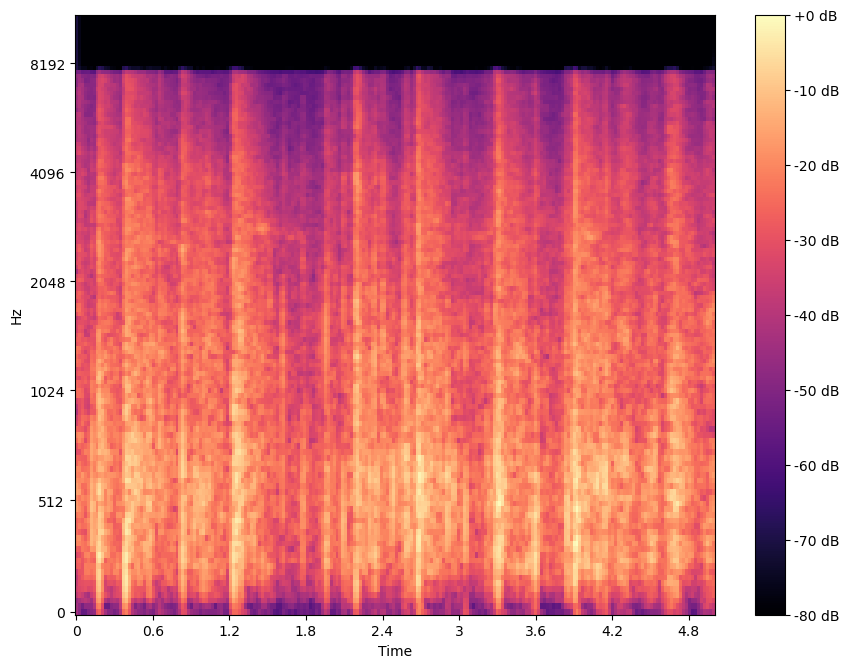 +0 dB
8192
-10 dB
4096
-20 dB
-30 dB
2048
Hz
-40 dB
1024
-50 dB
512
-60 dB
-70 dB
0
-80 dB
0 0.6 1.2 1.8 2.4 3 3.6 4.2 4.8
Time